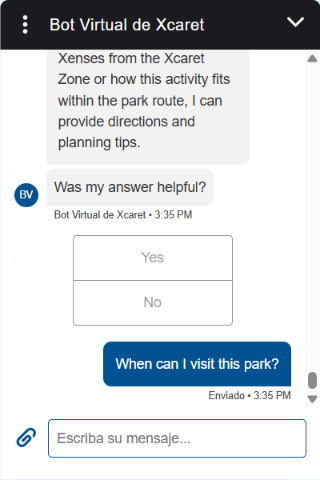 Bot Virtual de Xcaret
Xenses from the Xcaret
Zone or how this activity fits
within the park route, I can
provide directions and
planning tips.
BV
Was my answer helpful?
Bot Virtual de Xcaret • 3:35 PM
Yes
No
When can I visit this park?
Enviado • 3:35 PM
Escriba su mensaje...